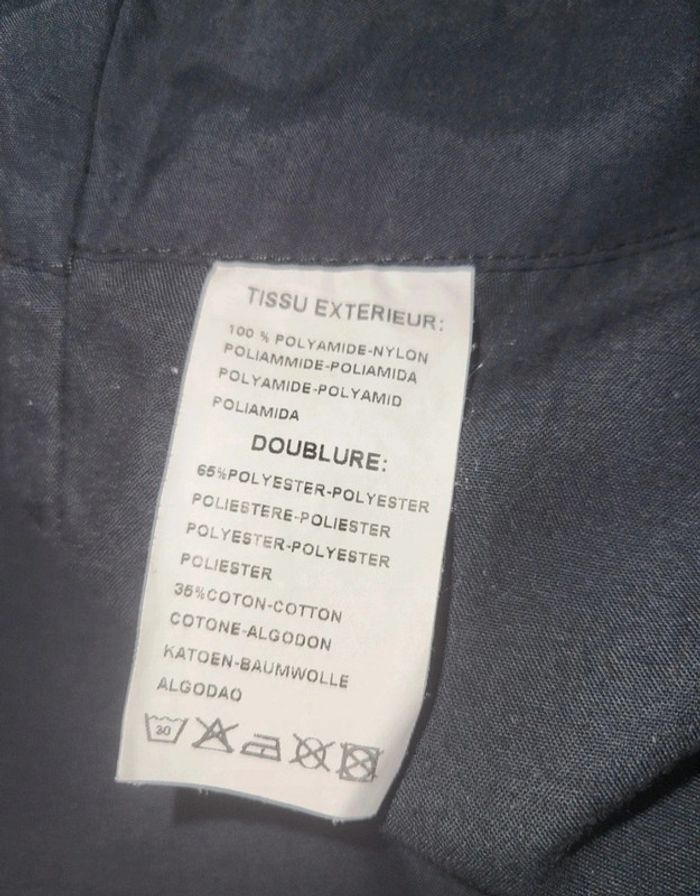 TISSU EXTERIEUR:
100 % POLYAMIDE-NYLON
POLIAMMIDE-POLIAMIDA
POLYAMIDE-POLYAMID
POLIAMIDA
DOUBLURE:
65%POLYESTER-POLYESTER
POLIESTERE-POLIESTER
POLYESTER-POLYESTER
POLIESTER
35%COTON-COTTON
COTONE-ALGODON
KATOEN-BAUMWOLLE
ALGODAO
30